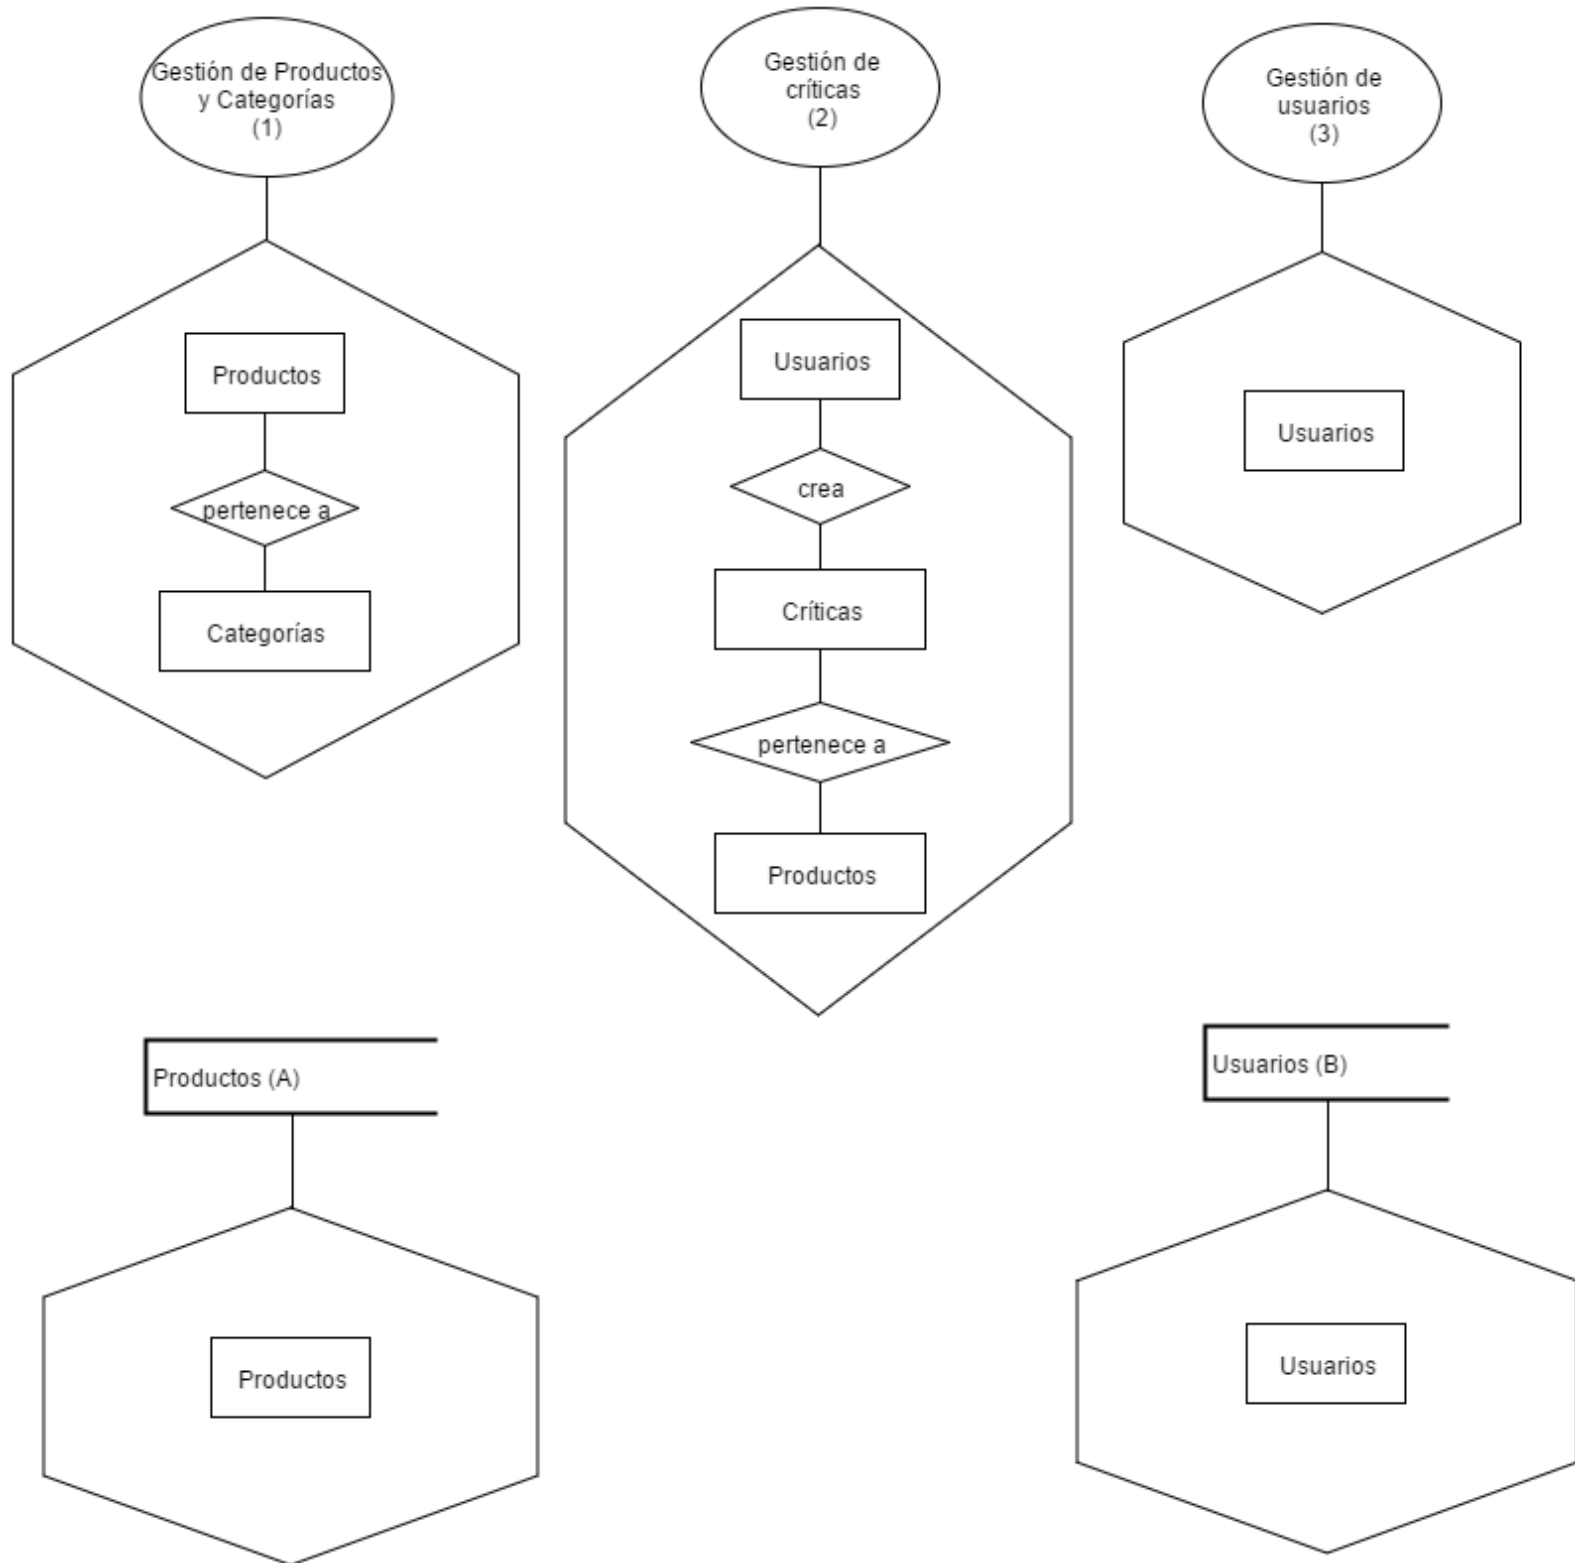 Gestión de Productos
y Categorías
(1)
Gestión de
críticas
(2)
Gestión de
usuarios
(3)
Productos
pertenece a
Categorías
Usuarios
crea
Críticas
pertenece a
Productos
Usuarios
Productos (A)
Usuarios (B)
Productos
Usuarios